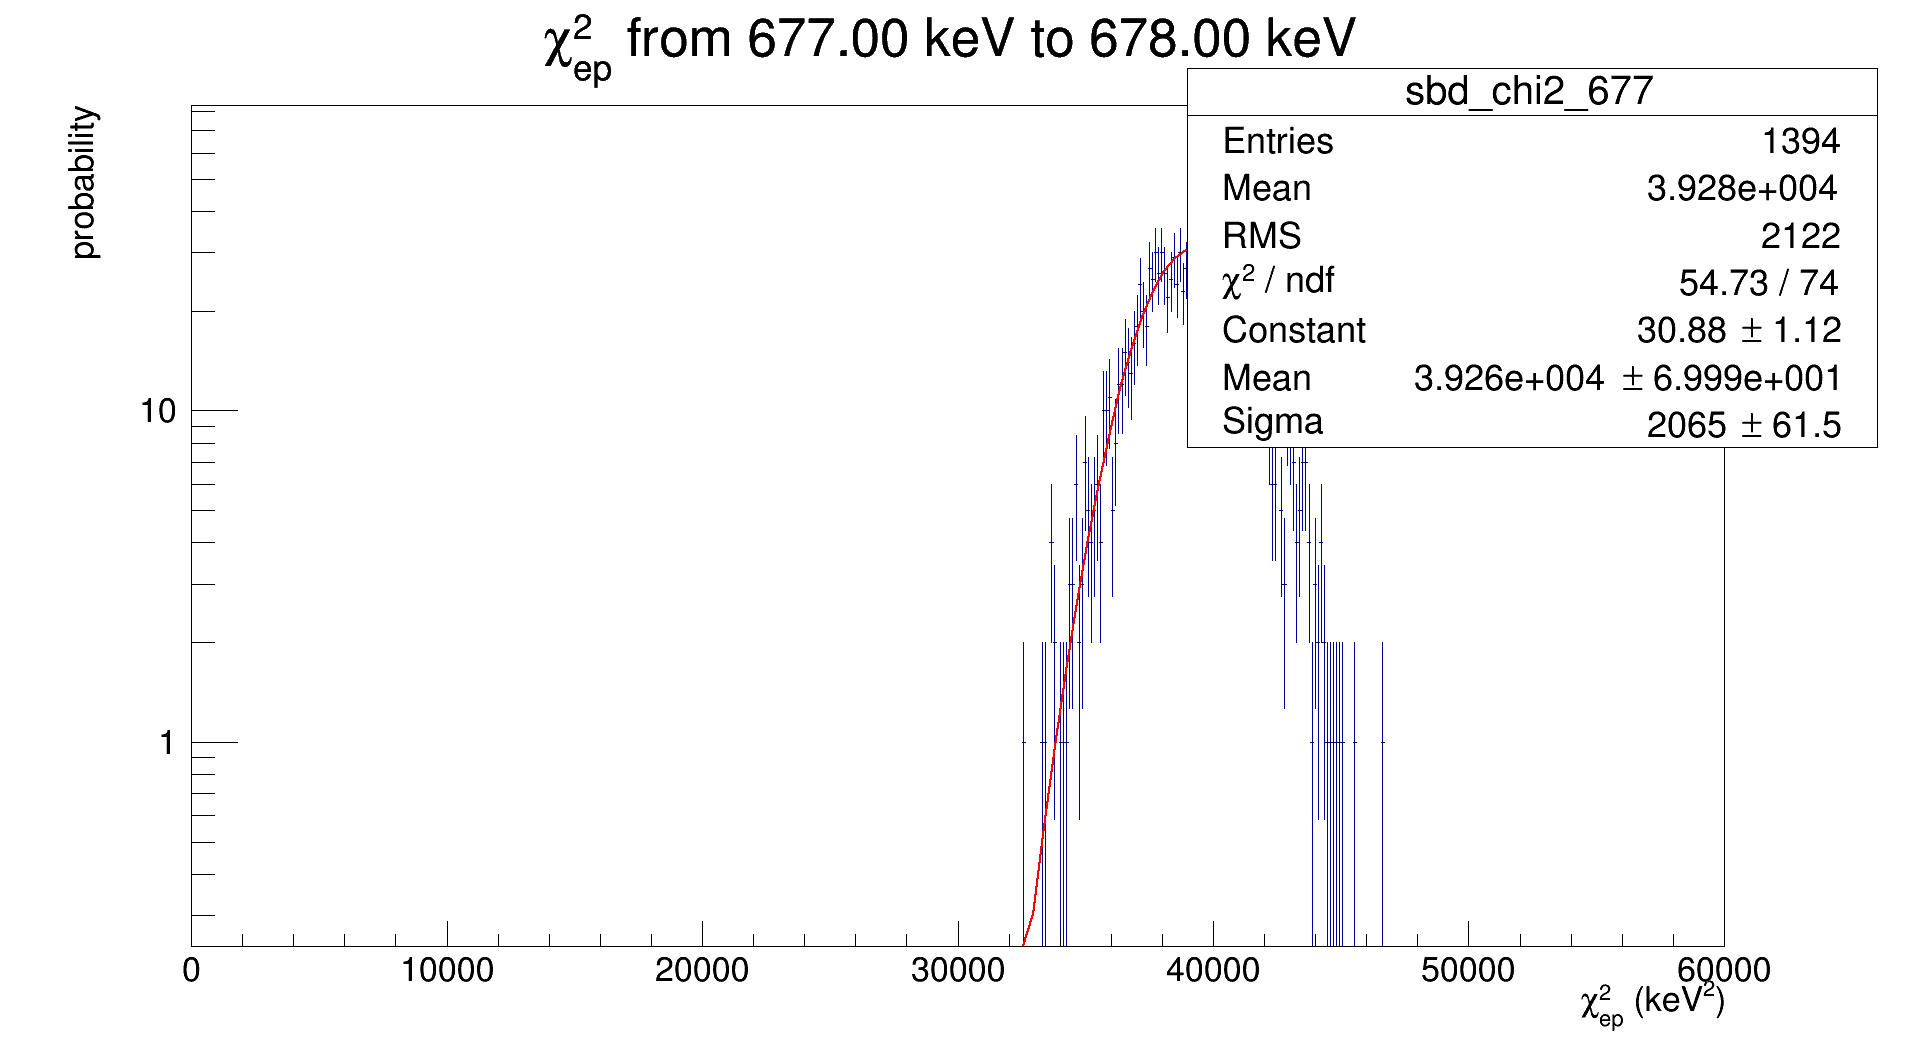 χ²ep from 677.00 keV to 678.00 keV
probability
sbd_chi2_677
Entries 1394
Mean 3.928e+004
RMS 2122
χ² / ndf 54.73 / 74
Constant 30.88 ± 1.12
Mean 3.926e+004 ± 6.999e+001
Sigma 2065 ± 61.5
10
1
0 10000 20000 30000 40000 50000 60000
χ²ep (keV²)